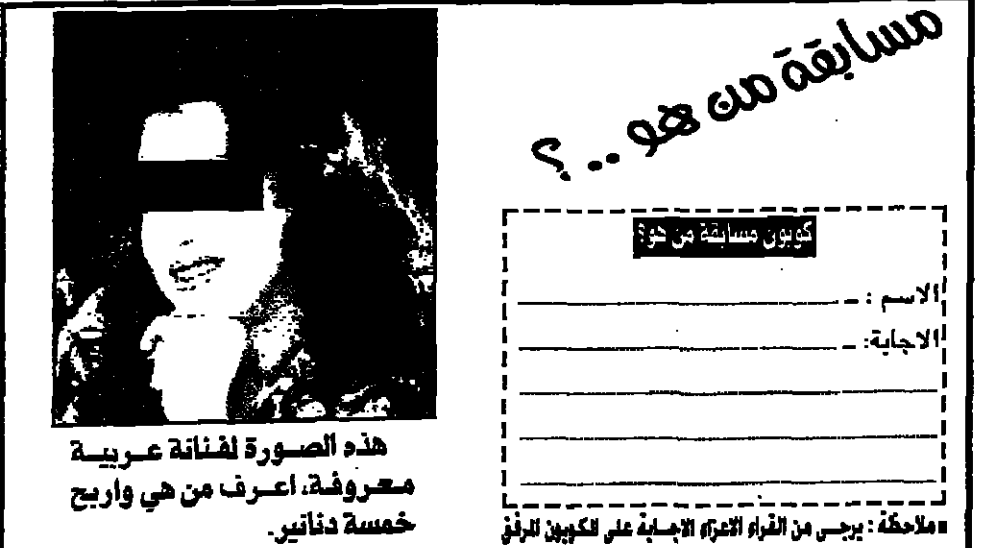 مسابقة من هو ..؟
كوبون مسابقة من هو؟
الاسم : ـ
الاجابة: ـ
ملاحظة : يرجى من القراء الاعزاء الاجابة على الكوبون المرفق
هذه الصورة لفنانة عربية
معروفة، اعرف من هي واربح
خمسة دنانير.